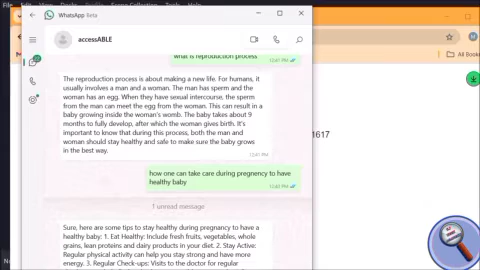 WhatsApp Beta
accessABLE
what is reproduction process
12:41 PM
The reproduction process is about making a new life. For humans, it
usually involves a man and a woman. The man has sperm and the
woman has an egg. When they have sexual intercourse, the sperm
from the man can meet the egg from the woman. This can result in a
baby growing inside the woman's womb. The baby takes about 9
months to fully develop, after which the woman gives birth. It's
important to know that during this process, both the man and
woman should stay healthy and safe to make sure the baby grows
in the best way.
12:41 PM
how one can take care during pregnency to have
healthy baby
12:43 PM
1 unread message
Sure, here are some tips to stay healthy during pregnancy to have a
healthy baby: 1. Eat Healthy: Include fresh fruits, vegetables, whole
grains, lean proteins and dairy products in your diet. 2. Stay Active:
Regular physical activity can help you stay strong and have more
energy. 3. Regular Check-ups: Visits to the doctor for regular
All Book
1617